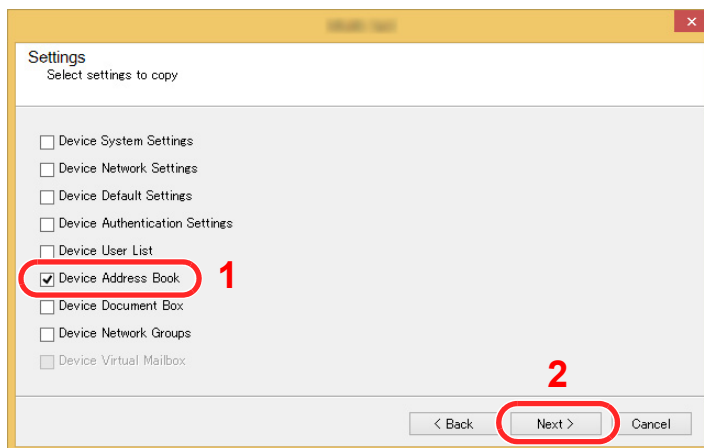 Settings
Select settings to copy
Device System Settings
Device Network Settings
Device Default Settings
Device Authentication Settings
Device User List
Device Address Book
1
Device Document Box
Device Network Groups
Device Virtual Mailbox
2
< Back Next > Cancel